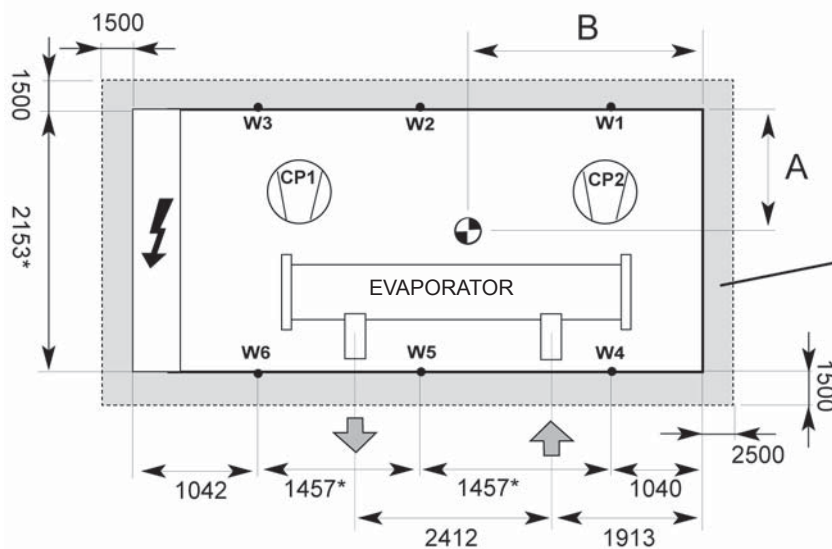 1500
B
1500
W3
W2
W1
CP1
CP2
A
2153*
EVAPORATOR
W6
W5
W4
1500
2500
1042
1457*
1457*
1040
2412
1913